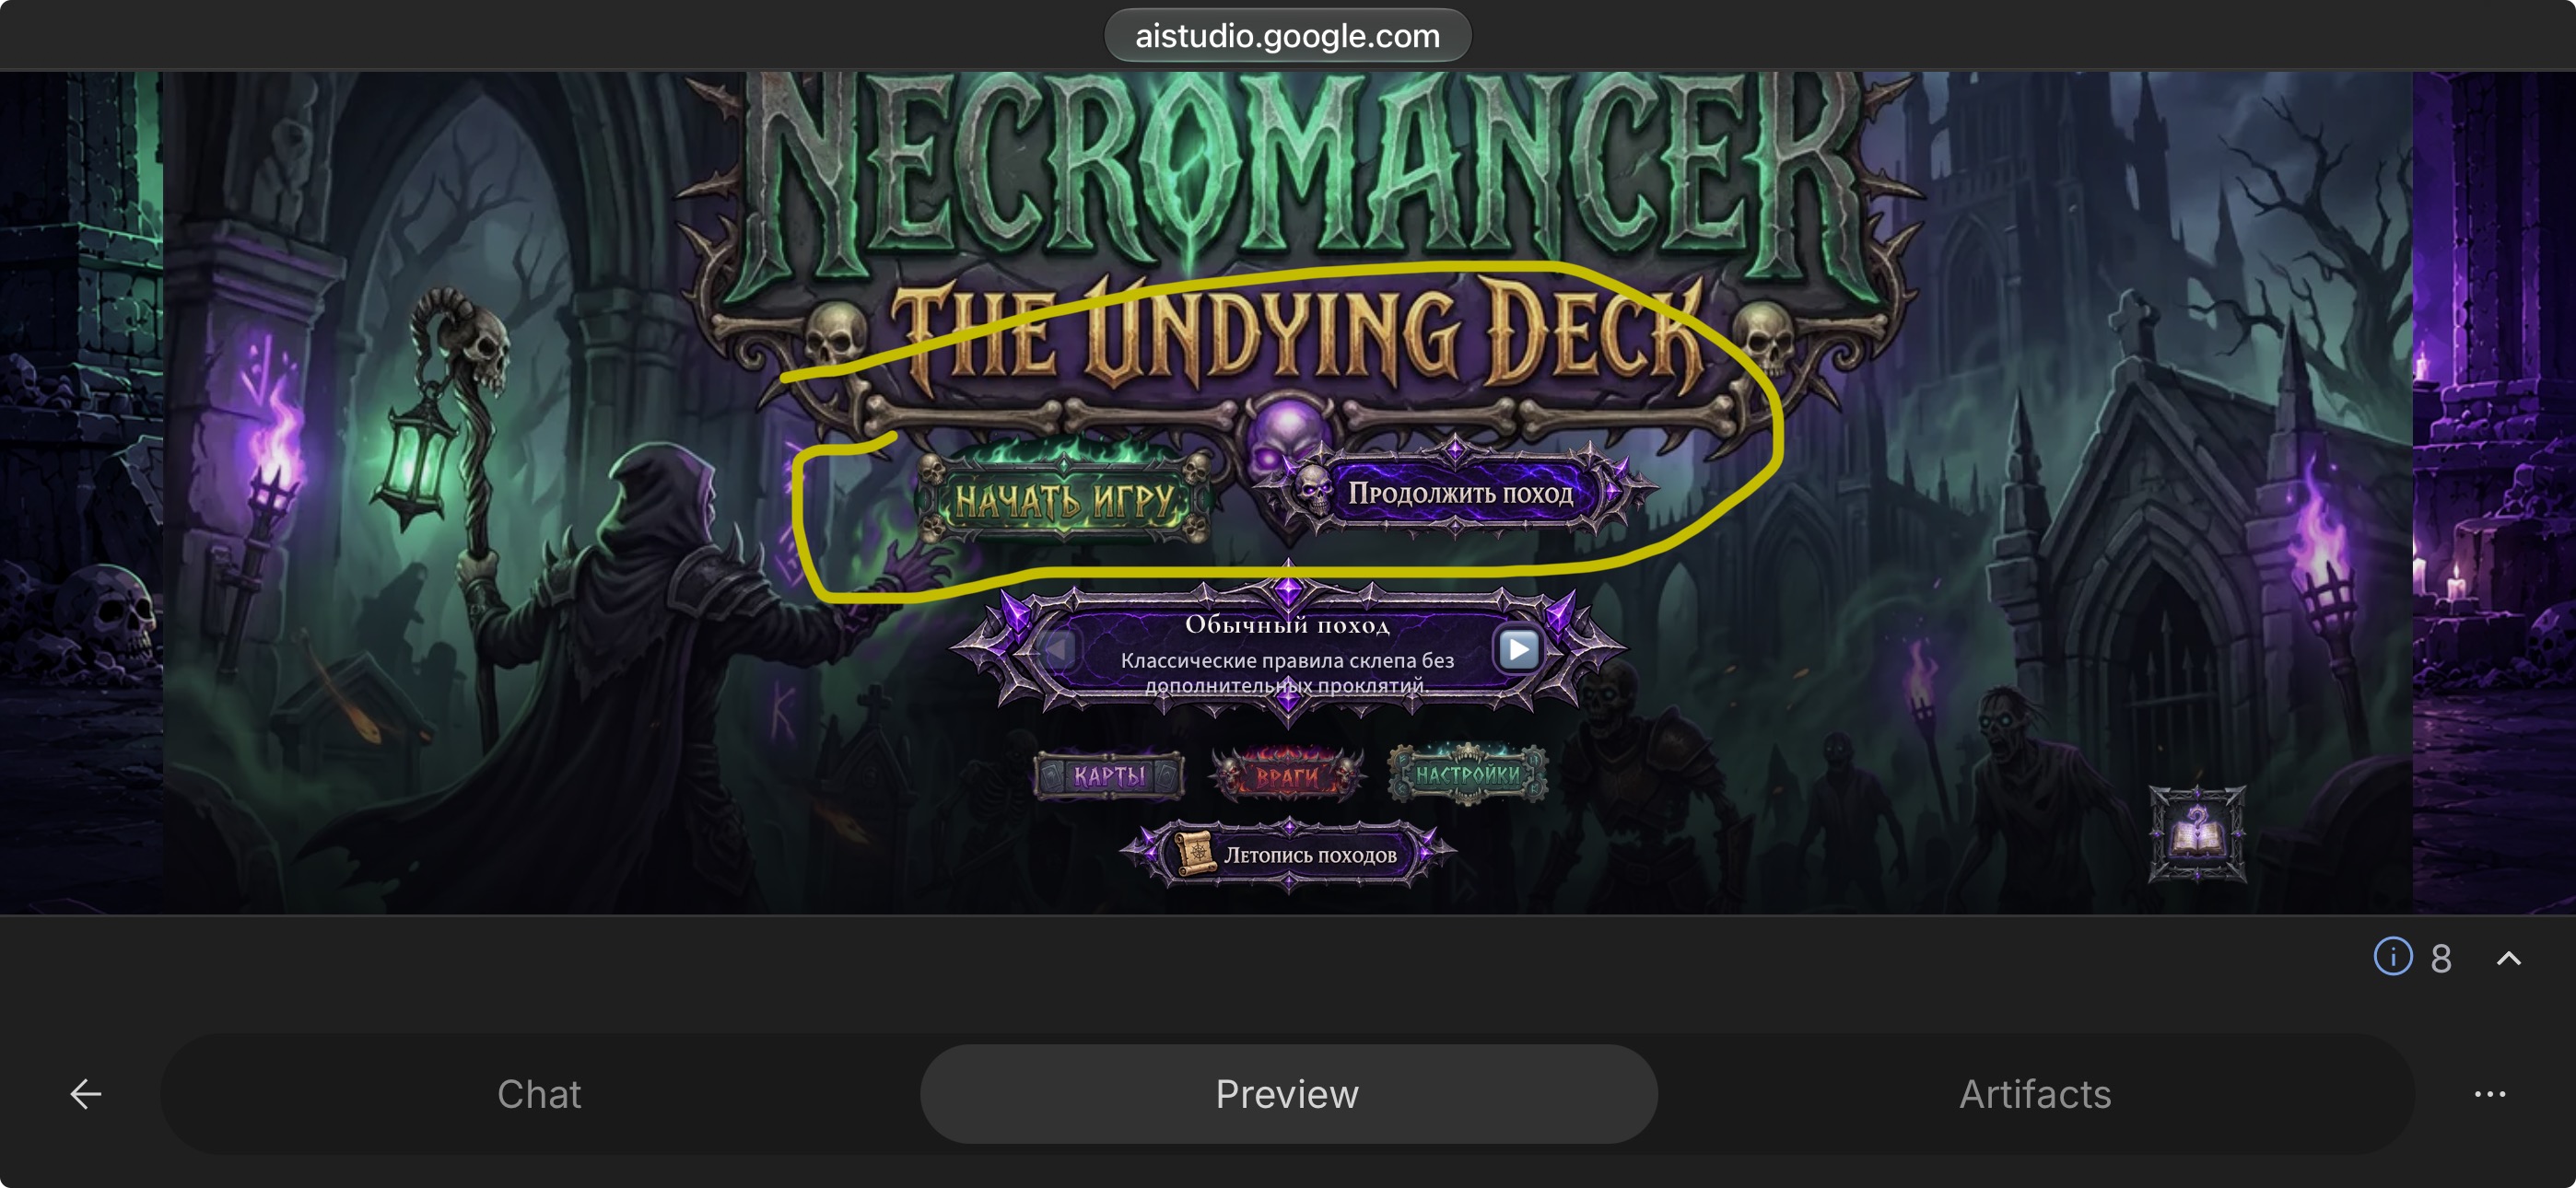 aistudio.google.com
NECROMANCER
THE UNDYING DECK
НАЧАТЬ ИГРУ
ПРОДОЛЖИТЬ ПОХОД
Обычный поход
Классические правила склепа без
дополнительных проклятий.
КАРТЫ
ВРАГИ
НАСТРОЙКИ
ЛЕТОПИСЬ ПОХОДОВ
8
Chat
Preview
Artifacts